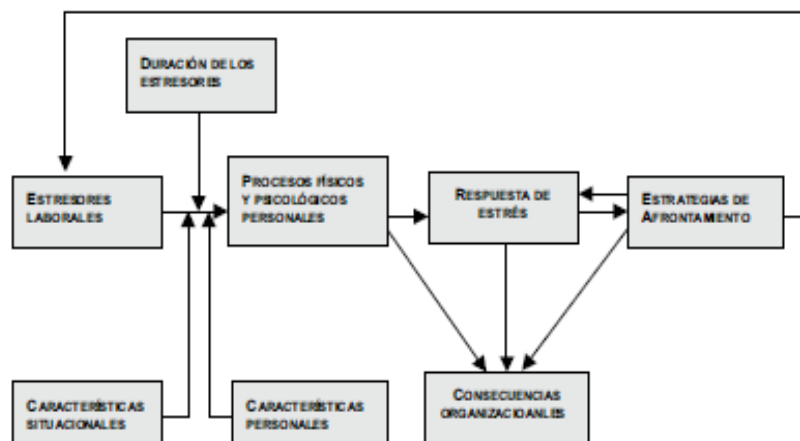 DURACIÓN DE LOS
ESTRESORES
ESTRESORES
LABORALES
PROCESOS FÍSICOS
Y PSICOLÓGICOS
PERSONALES
RESPUESTA DE
ESTRÉS
ESTRATEGIAS DE
AFRONTAMIENTO
CARACTERÍSTICAS
SITUACIONALES
CARACTERÍSTICAS
PERSONALES
CONSECUENCIAS
ORGANIZACIOANLES